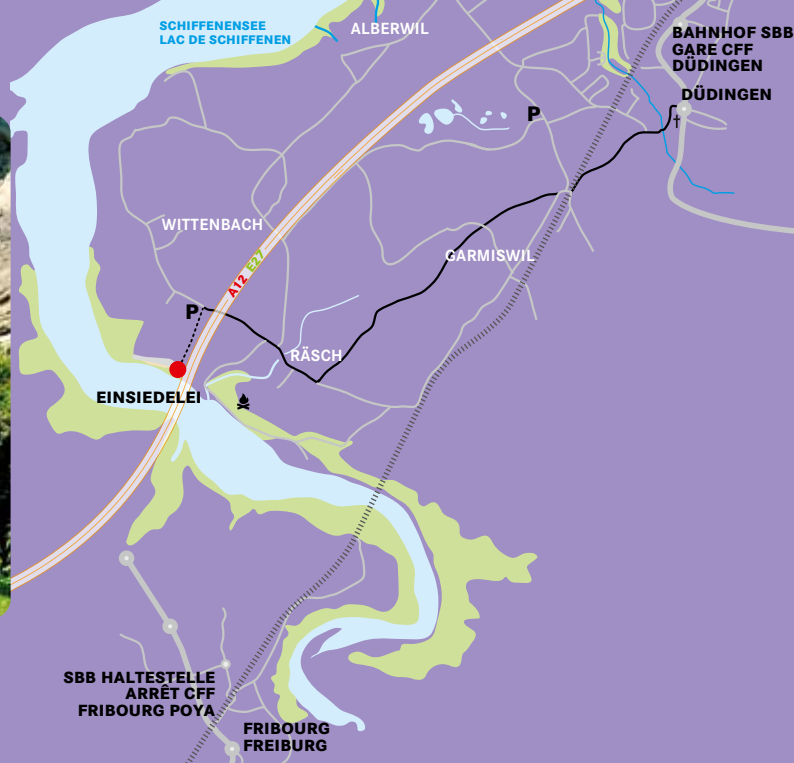 SCHIFFENENSEE
LAC DE SCHIFFENEN
ALBERWIL
BAHNHOF SBB
GARE CFF
DÜDINGEN
DÜDINGEN
P
WITTENBACH
GARMISWIL
A12 E27
P
RÄSCH
EINSIEDELEI
SBB HALTESTELLE
ARRÊT CFF
FRIBOURG POYA
FRIBOURG
FREIBURG